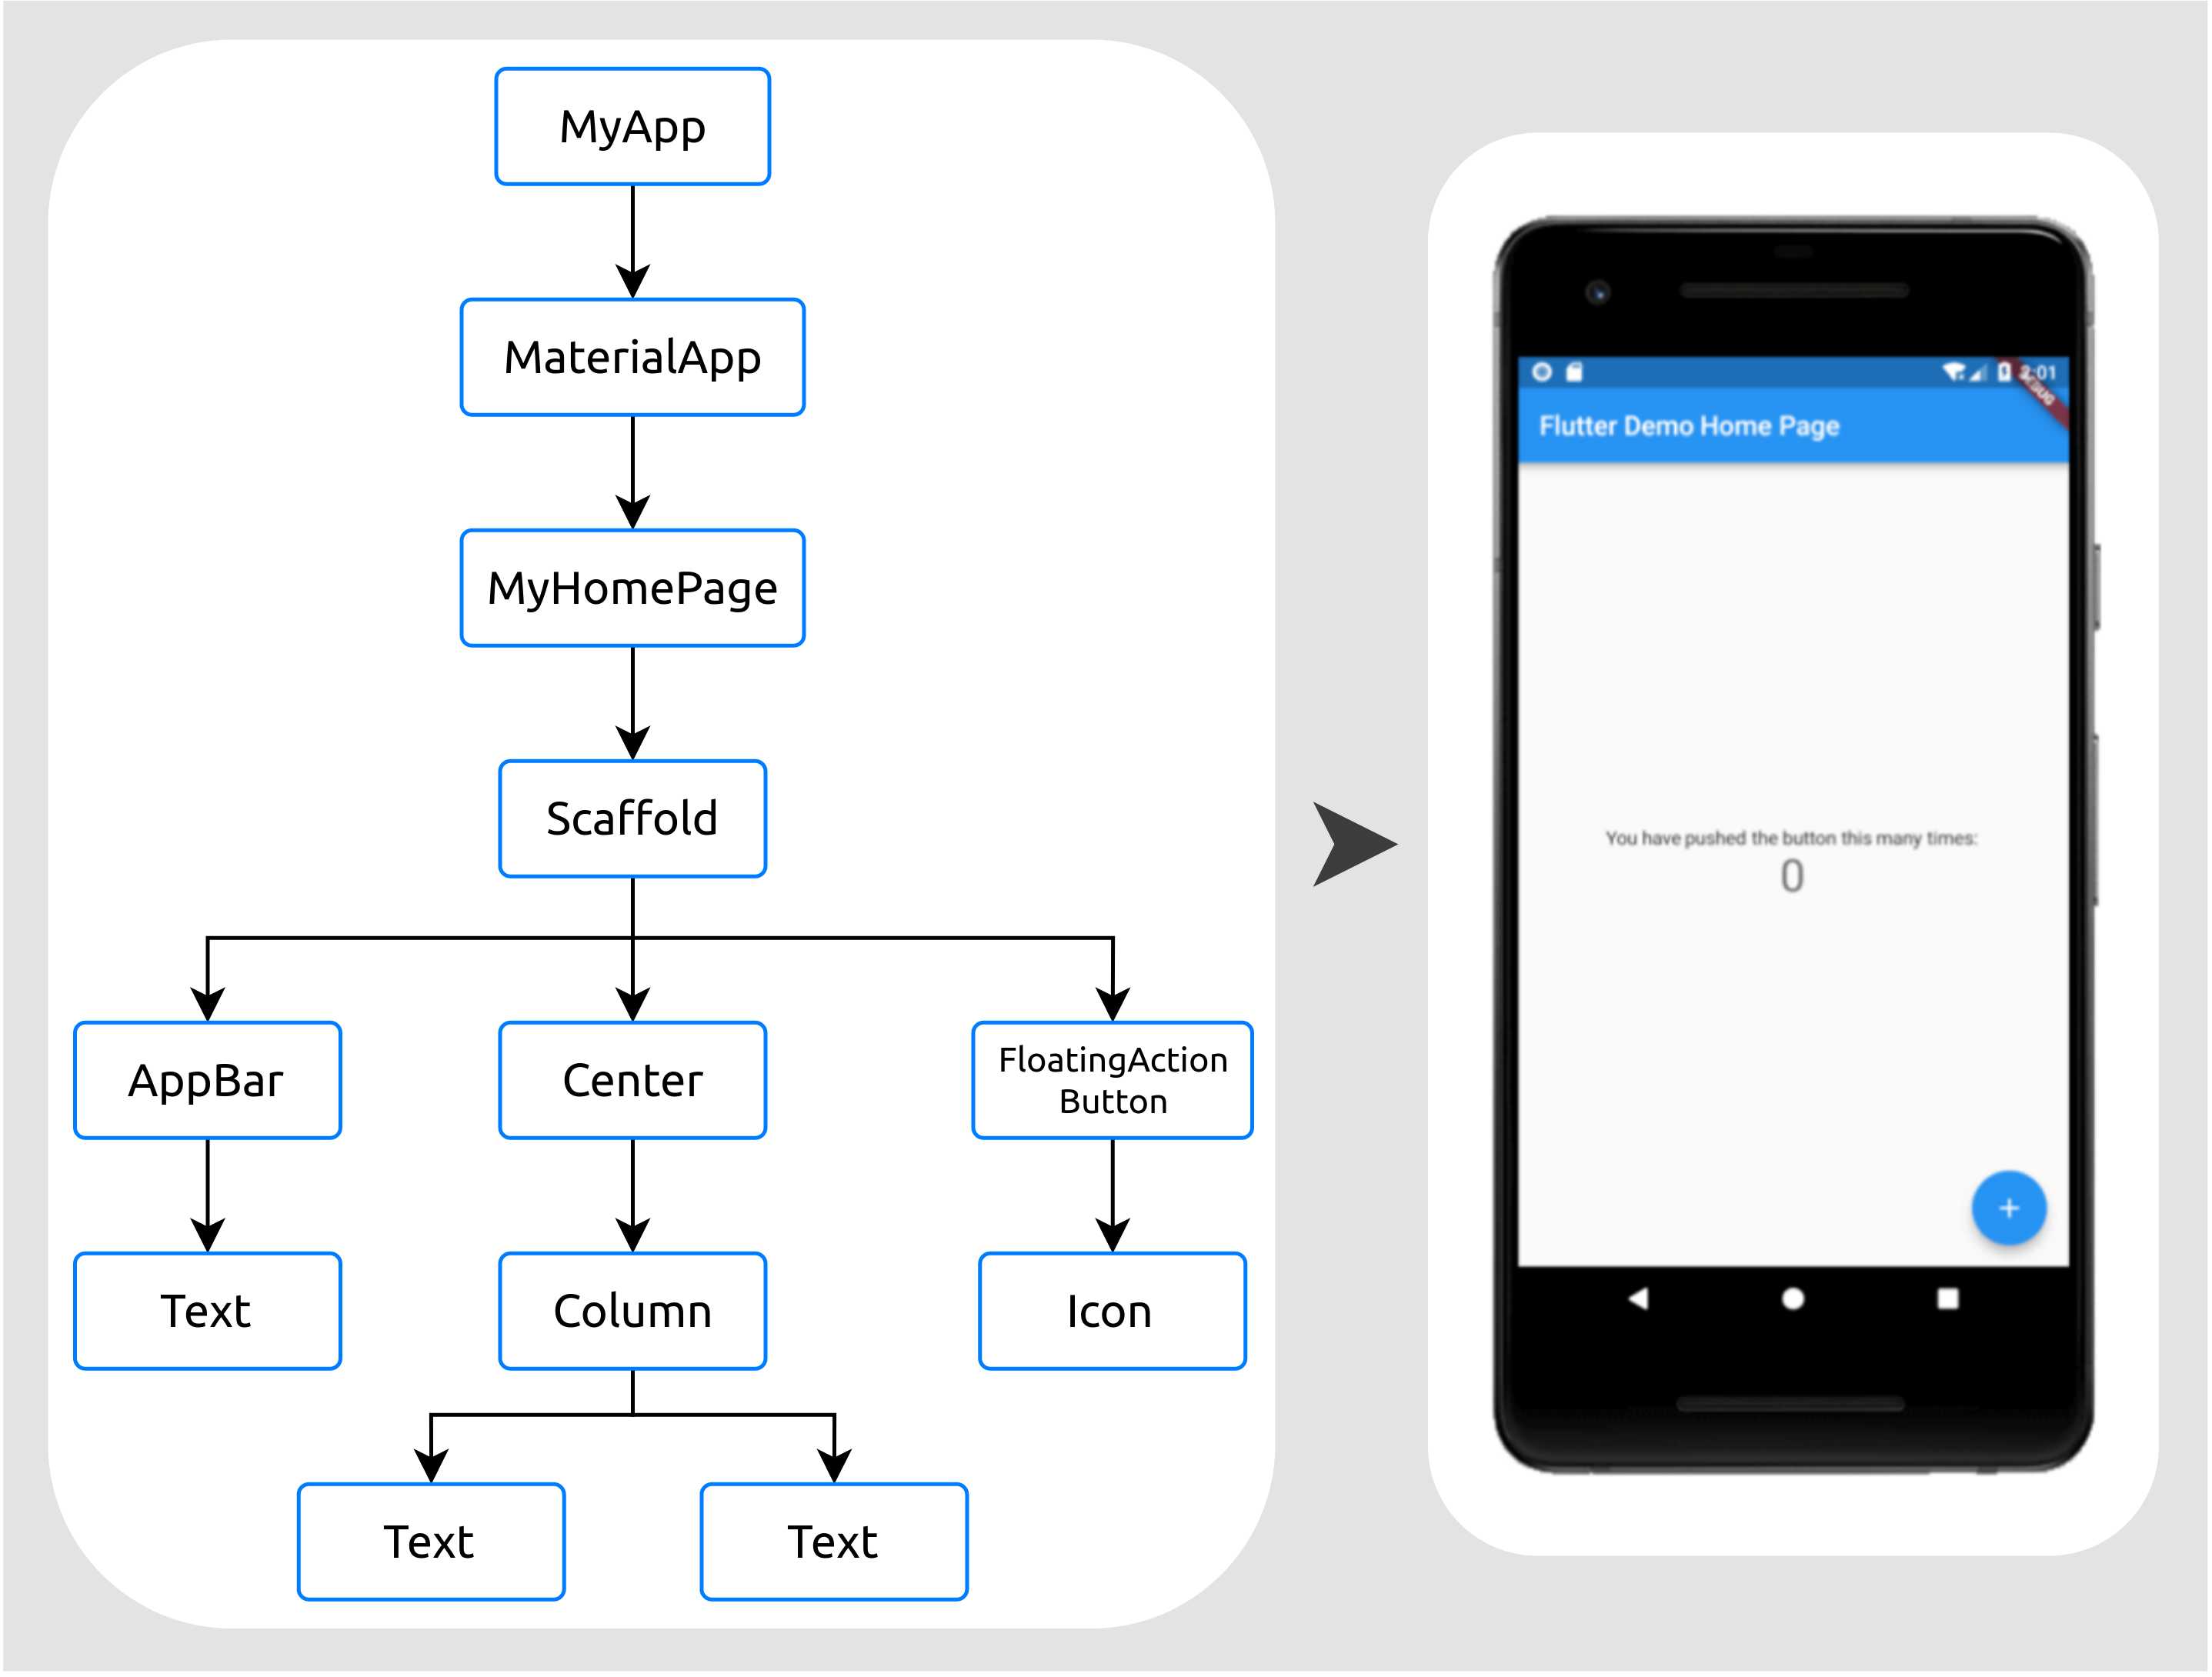 MyApp
MaterialApp
MyHomePage
Scaffold
AppBar
Center
FloatingAction
Button
Text
Column
Icon
Text
Text
2:01
DEBUG
Flutter Demo Home Page
You have pushed the button this many times:
0